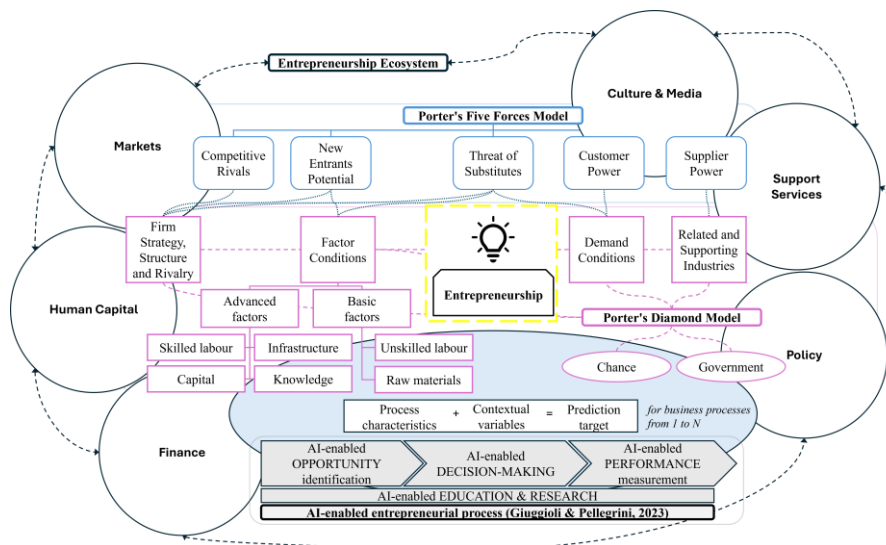 Entrepreneurship Ecosystem
Culture & Media
Porter's Five Forces Model
Markets
Competitive
Rivals
New
Entrants
Potential
Threat of
Substitutes
Customer
Power
Supplier
Power
Support
Services
Firm
Strategy,
Structure
and Rivalry
Factor
Conditions
Entrepreneurship
Demand
Conditions
Related and
Supporting
Industries
Human Capital
Advanced
factors
Basic
factors
Porter's Diamond Model
Policy
Skilled labour
Infrastructure
Unskilled labour
Capital
Knowledge
Raw materials
Chance
Government
Process
characteristics
+
Contextual
variables
=
Prediction
target
for business processes
from 1 to N
Finance
AI-enabled
OPPORTUNITY
identification
AI-enabled
DECISION-MAKING
AI-enabled
PERFORMANCE
measurement
AI-enabled EDUCATION & RESEARCH
AI-enabled entrepreneurial process (Giuggioli & Pellegrini, 2023)